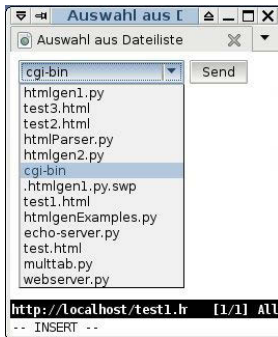 Auswahl aus D
Auswahl aus Dateiliste
cgi-bin Send
htmlgen1.py
test3.html
test2.html
htmlParser.py
htmlgen2.py
cgi-bin
.htmlgen1.py.swp
test1.html
htmlgenExamples.py
echo-server.py
test.html
multtab.py
webserver.py
http://localhost/test1.h [1/1] All
-- INSERT --